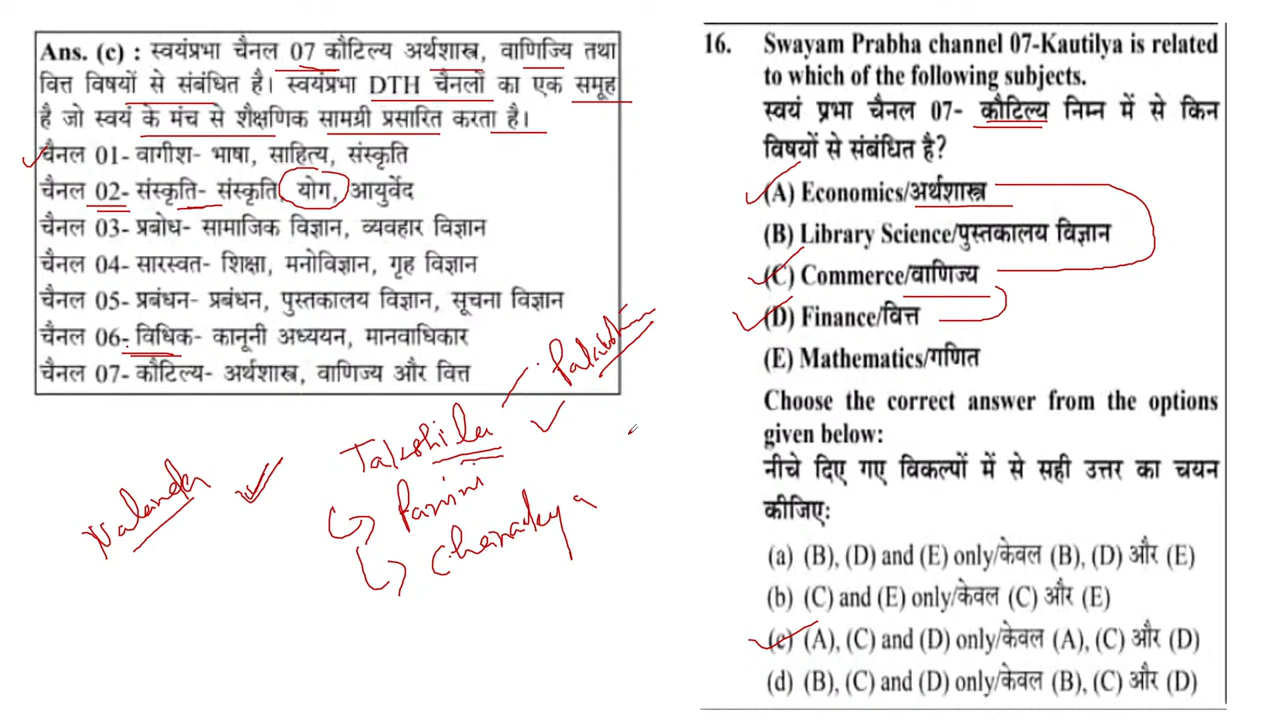 Ans. (c) : स्वयंप्रभा चैनल 07 कौटिल्य अर्थशास्त्र, वाणिज्यि तथा
वित्त विषयों से संबंधित है। स्वयंप्रभा DTH चैनलों का एक समूह
है जो स्वयं के मंच से शैक्षणिक सामग्री प्रसारित करता है।
चैनल 01- वागीश- भाषा, साहित्य, संस्कृति
चैनल 02- संस्कृति- संस्कृति, योग, आयुर्वेद
चैनल 03- प्रबोध- सामाजिक विज्ञान, व्यवहार विज्ञान
चैनल 04- सारस्वत- शिक्षा, मनोविज्ञान, गृह विज्ञान
चैनल 05- प्रबंधन- प्रबंधन, पुस्तकालय विज्ञान, सूचना विज्ञान
चैनल 06- विधिक- कानूनी अध्ययन, मानवाधिकार
चैनल 07- कौटिल्य- अर्थशास्त्र, वाणिज्य और वित्त
Takshila
Panini
Chanakya
Nalanda
16. Swayam Prabha channel 07-Kautilya is related
to which of the following subjects.
स्वयं प्रभा चैनल 07- कौटिल्य निम्न में से किन
विषयों से संबंधित है?
(A) Economics/अर्थशास्त्र
(B) Library Science/पुस्तकालय विज्ञान
(C) Commerce/वाणिज्य
(D) Finance/वित्त
(E) Mathematics/गणित
Choose the correct answer from the options
given below:
नीचे दिए गए विकल्पों में से सही उत्तर का चयन
कीजिए:
(a) (B), (D) and (E) only/केवल (B), (D) और (E)
(b) (C) and (E) only/केवल (C) और (E)
(c) (A), (C) and (D) only/केवल (A), (C) और (D)
(d) (B), (C) and (D) only/केवल (B), (C) और (D)